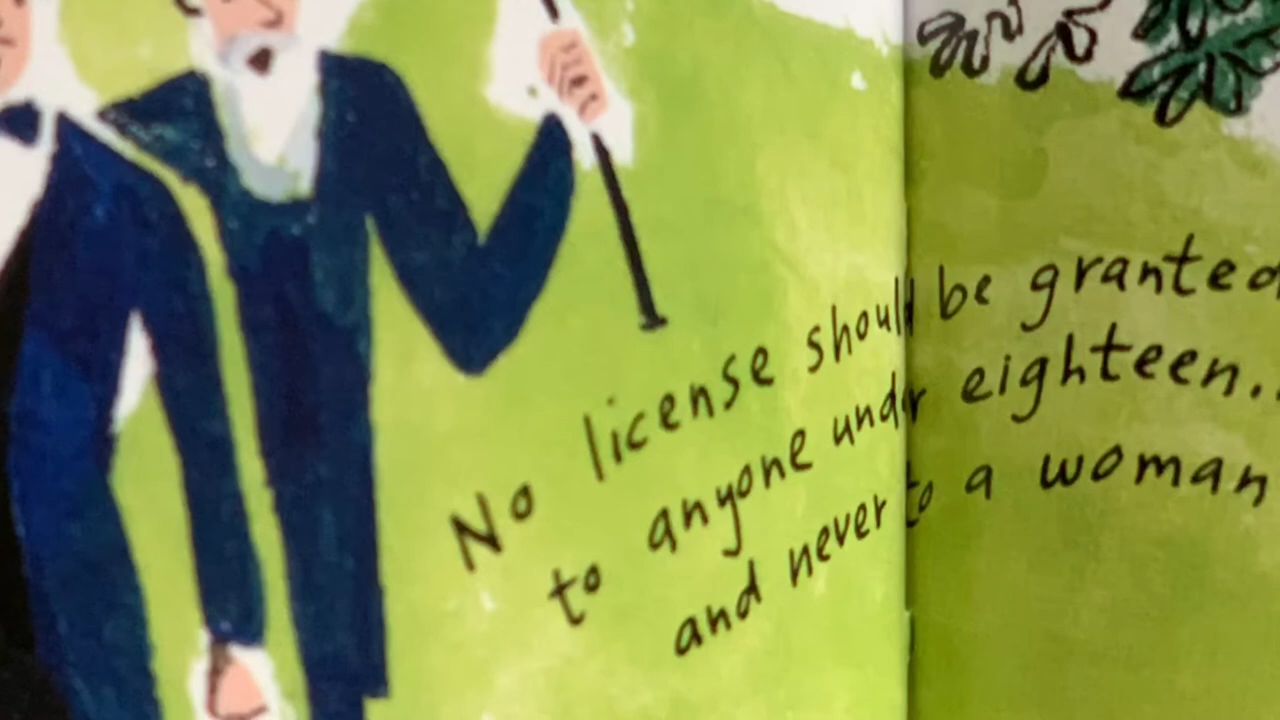 No license should be granted
to anyone under eighteen..
and never to a woman